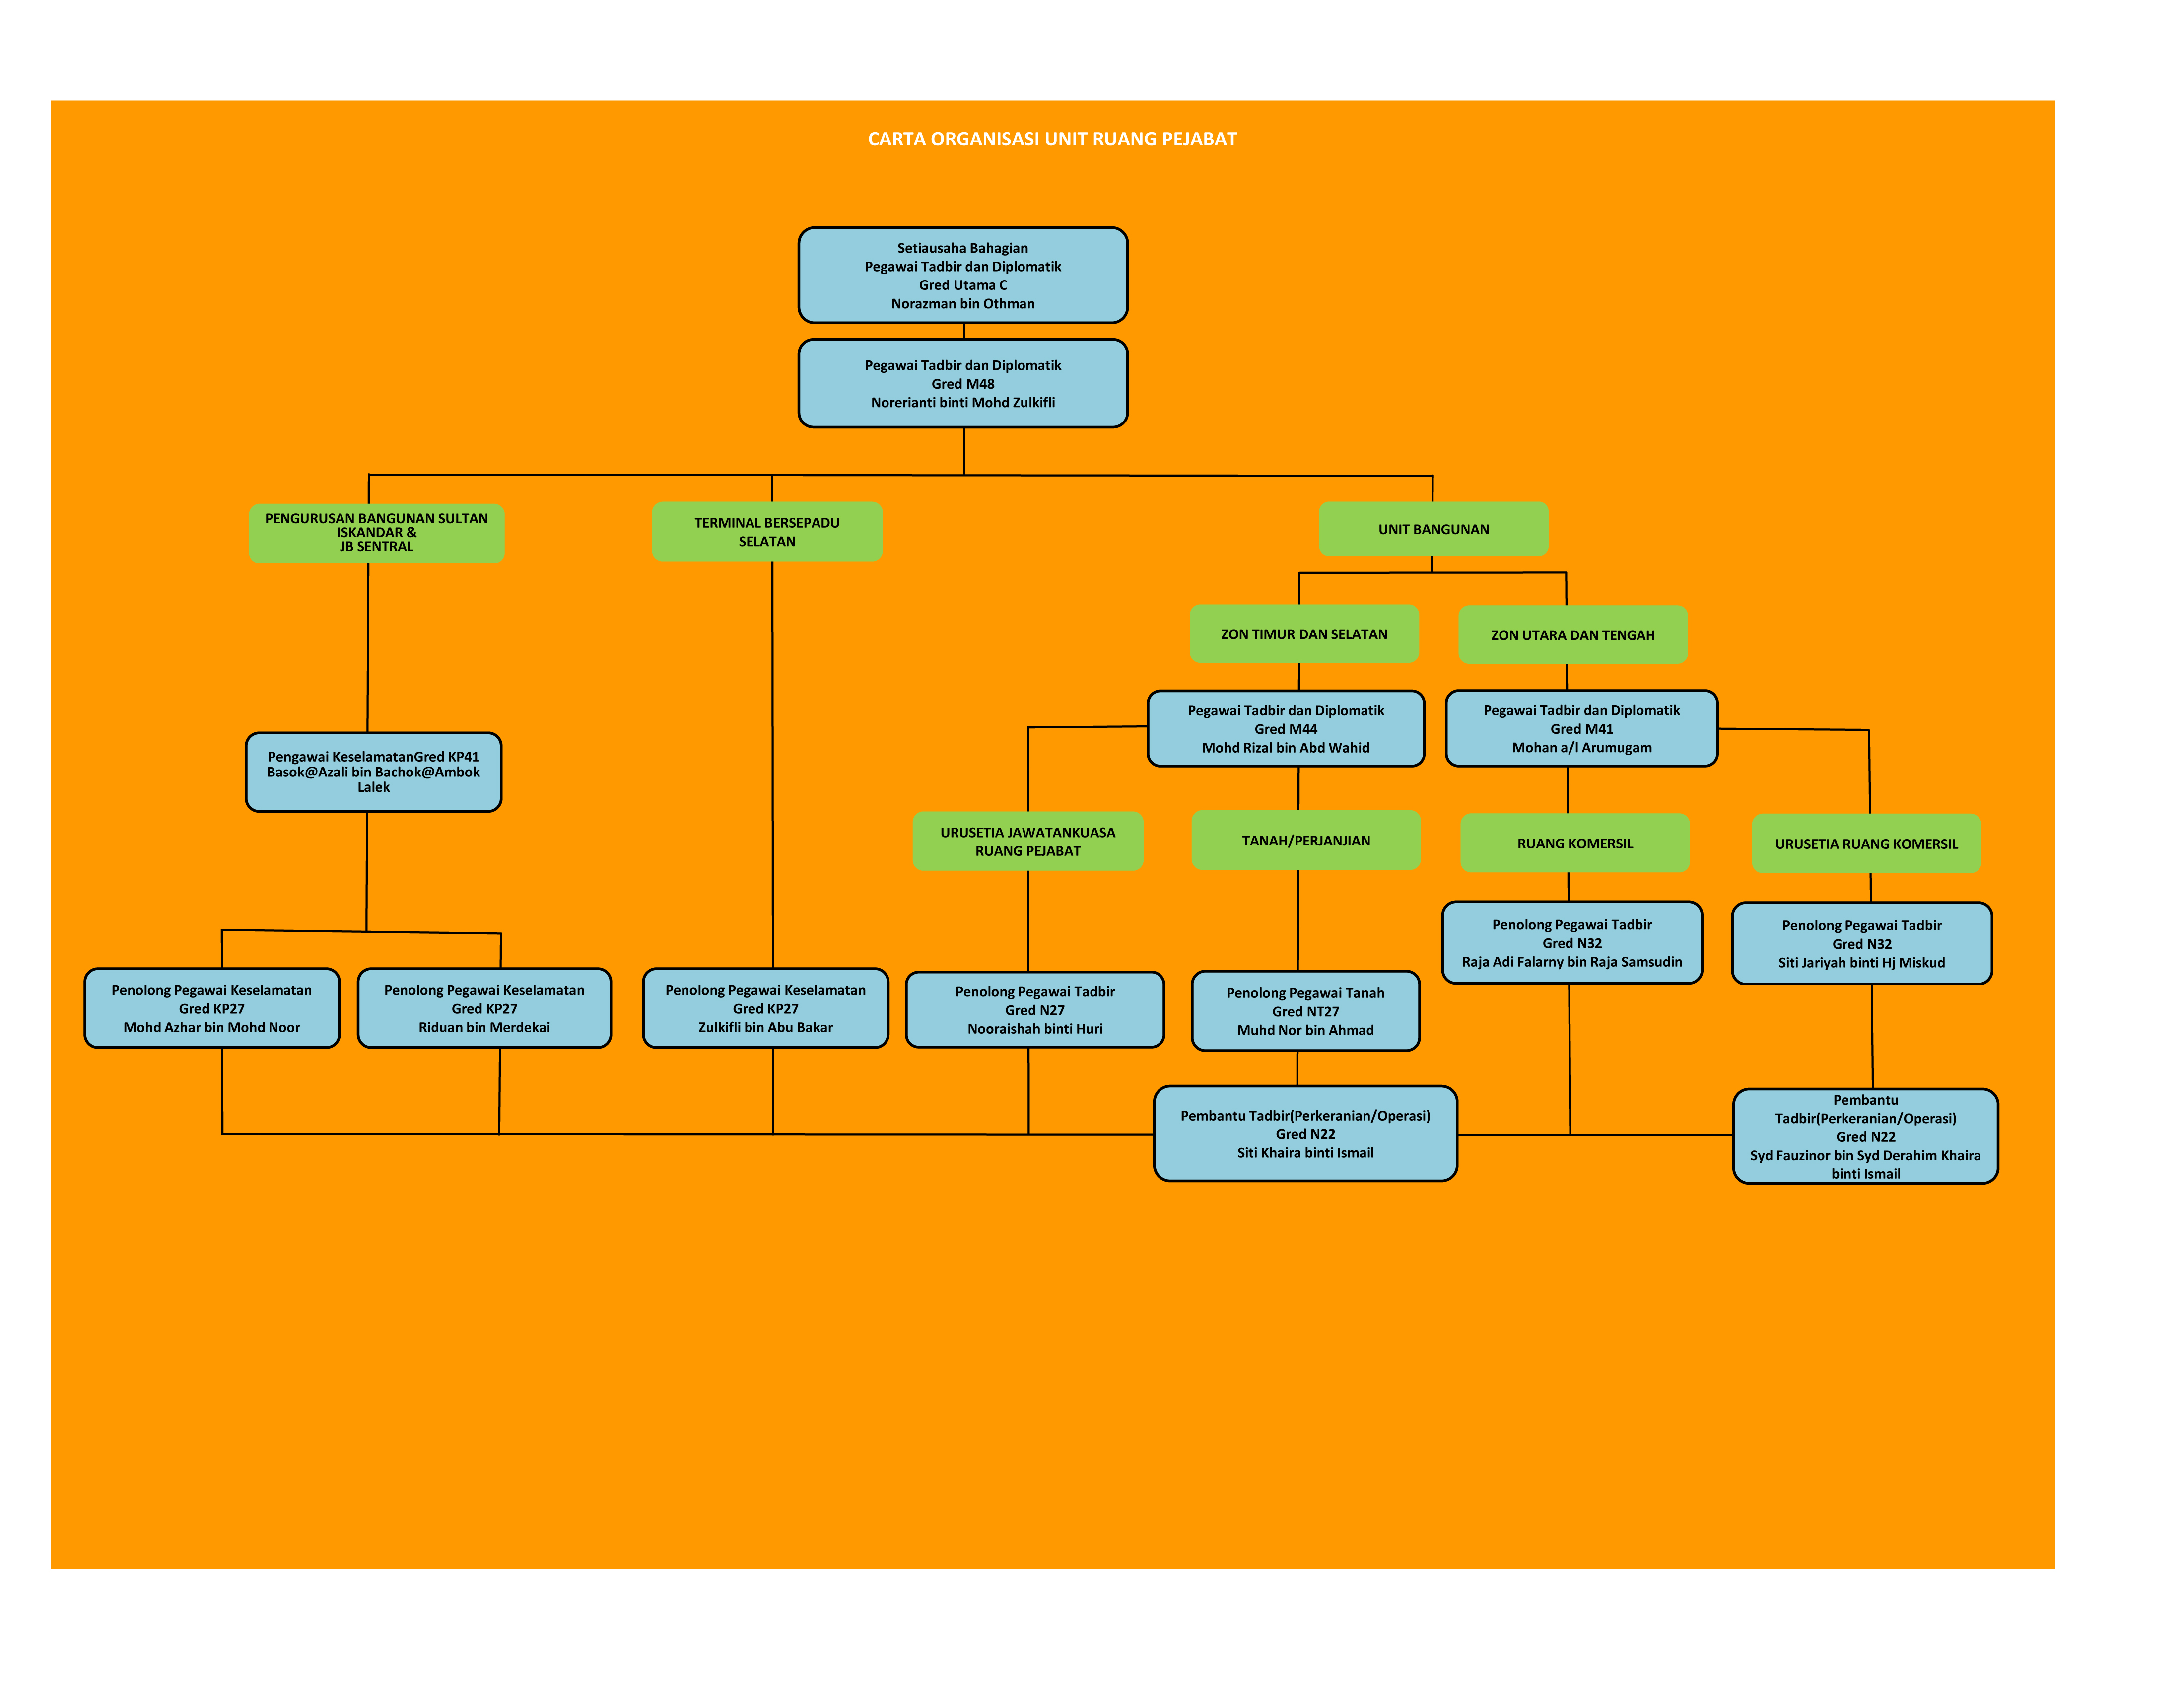 CARTA ORGANISASI UNIT RUANG PEJABAT
Setiausaha Bahagian
Pegawai Tadbir dan Diplomatik
Gred Utama C
Norazman bin Othman
Pegawai Tadbir dan Diplomatik
Gred M48
Norerianti binti Mohd Zulkifli
PENGURUSAN BANGUNAN SULTAN
ISKANDAR &
JB SENTRAL
TERMINAL BERSEPADU
SELATAN
UNIT BANGUNAN
ZON TIMUR DAN SELATAN
ZON UTARA DAN TENGAH
Pegawai Tadbir dan Diplomatik
Gred M44
Mohd Rizal bin Abd Wahid
Pegawai Tadbir dan Diplomatik
Gred M41
Mohan a/l Arumugam
Pengawai KeselamatanGred KP41
Basok@Azali bin Bachok@Ambok
Lalek
URUSETIA JAWATANKUASA
RUANG PEJABAT
TANAH/PERJANJIAN
RUANG KOMERSIL
URUSETIA RUANG KOMERSIL
Penolong Pegawai Tadbir
Gred N32
Raja Adi Falarny bin Raja Samsudin
Penolong Pegawai Tadbir
Gred N32
Siti Jariyah binti Hj Miskud
Penolong Pegawai Keselamatan
Gred KP27
Mohd Azhar bin Mohd Noor
Penolong Pegawai Keselamatan
Gred KP27
Riduan bin Merdekai
Penolong Pegawai Keselamatan
Gred KP27
Zulkifli bin Abu Bakar
Penolong Pegawai Tadbir
Gred N27
Nooraishah binti Huri
Penolong Pegawai Tanah
Gred NT27
Muhd Nor bin Ahmad
Pembantu Tadbir(Perkeranian/Operasi)
Gred N22
Siti Khaira binti Ismail
Pembantu
Tadbir(Perkeranian/Operasi)
Gred N22
Syd Fauzinor bin Syd Derahim Khaira
binti Ismail